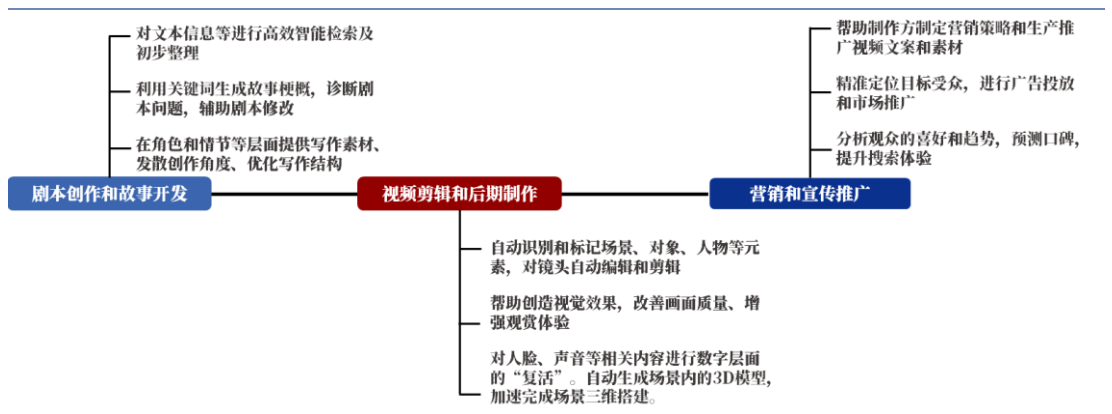 对文本信息等进行高效智能检索及
初步整理
利用关键词生成故事梗概，诊断剧
本问题，辅助剧本修改
在角色和情节等层面提供写作素材、
发散创作角度、优化写作结构
剧本创作和故事开发
视频剪辑和后期制作
自动识别和标记场景、对象、人物等元
素，对镜头自动编辑和剪辑
帮助创造视觉效果，改善画面质量、增
强观赏体验
对人脸、声音等相关内容进行数字层面
的“复活”。自动生成场景内的3D模型，
加速完成场景三维搭建。
帮助制作方制定营销策略和生产推
广视频文案和素材
精准定位目标受众，进行广告投放
和市场推广
分析观众的喜好和趋势，预测口碑，
提升搜索体验
营销和宣传推广